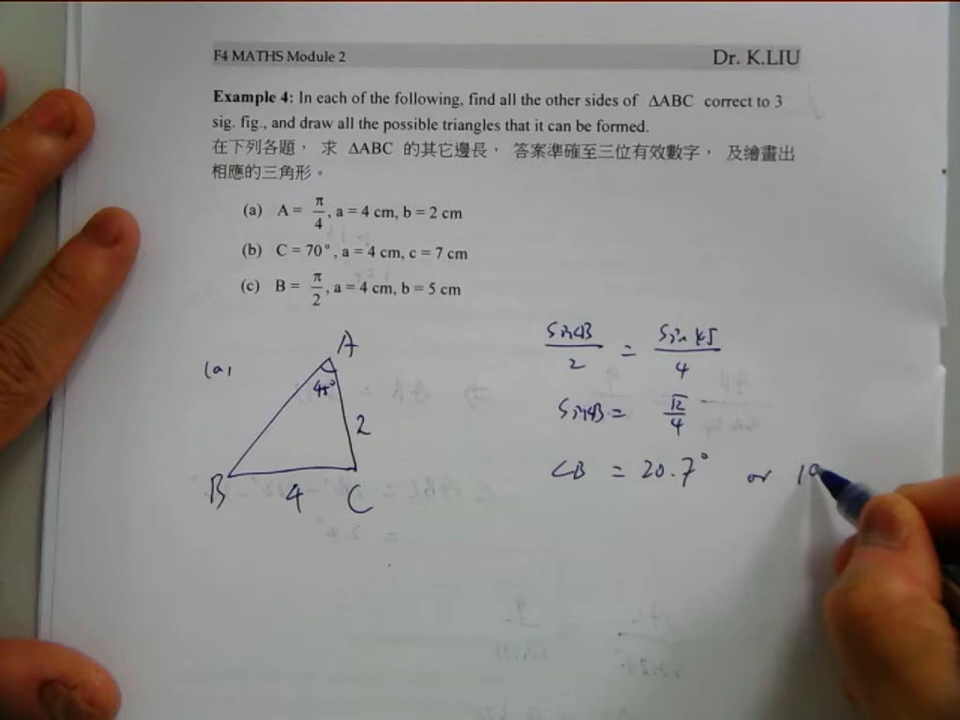 F4 MATHS Module 2 Dr. K.LIU
Example 4: In each of the following, find all the other sides of ΔABC correct to 3
sig. fig., and draw all the possible triangles that it can be formed.
在下列各題， 求 ΔABC 的其它邊長， 答案準確至三位有效數字， 及繪畫出
相應的三角形。
(a) A = π/4, a = 4 cm, b = 2 cm
(b) C = 70°, a = 4 cm, c = 7 cm
(c) B = π/2, a = 4 cm, b = 5 cm
(a)
A
45°
2
B
4
C
sin∠B/2 = sin 45/4
sin∠B = √2/4
∠B = 20.7° or